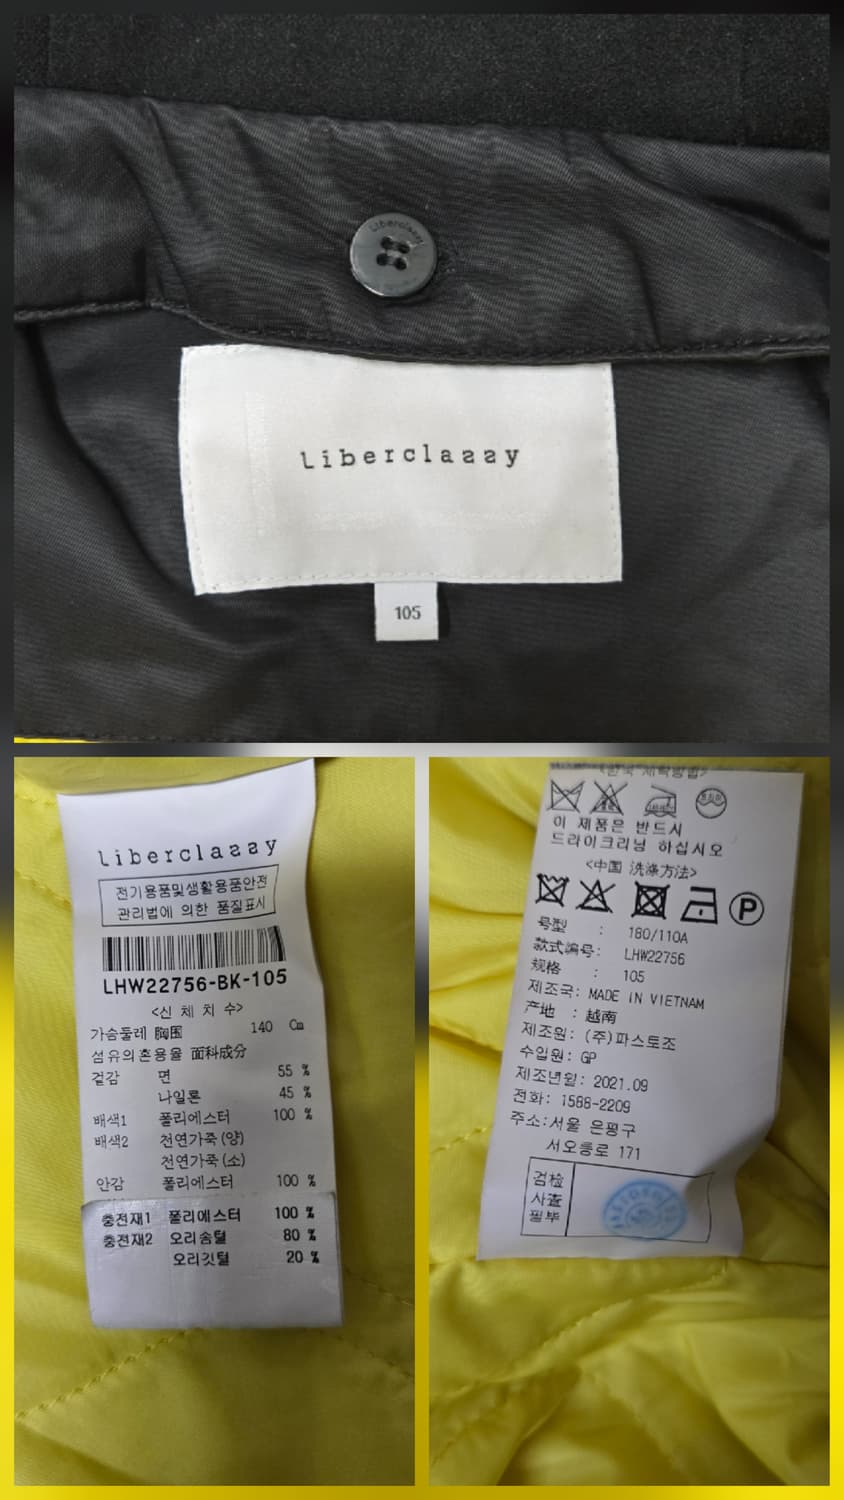 Liberclassy
Liberclassy
105
Liberclassy
전기용품및생활용품안전
관리법에 의한 품질표시
LHW22756-BK-105
<신 체 치 수>
가슴둘레 胸围 140 Cm
섬유의혼용율 面料成分
겉감 면 55 %
나일론 45 %
배색1 폴리에스터 100 %
배색2 천연가죽(양)
천연가죽(소)
안감 폴리에스터 100 %
충전재1 폴리에스터 100 %
충전재2 오리솜털 80 %
오리깃털 20 %
<한국 세탁방법>
이 제품은 반드시
드라이크리닝 하십시오
<中国 洗涤方法>
P
号型 : 180/110A
款式编号: LHW22756
规格 : 105
제조국: MADE IN VIETNAM
产地 : 越南
제조원: (주)파스토조
수입원: GP
제조년월: 2021.09
전화: 1588-2209
주소:서울 은평구
서오릉로 171
검检
사查
필毕